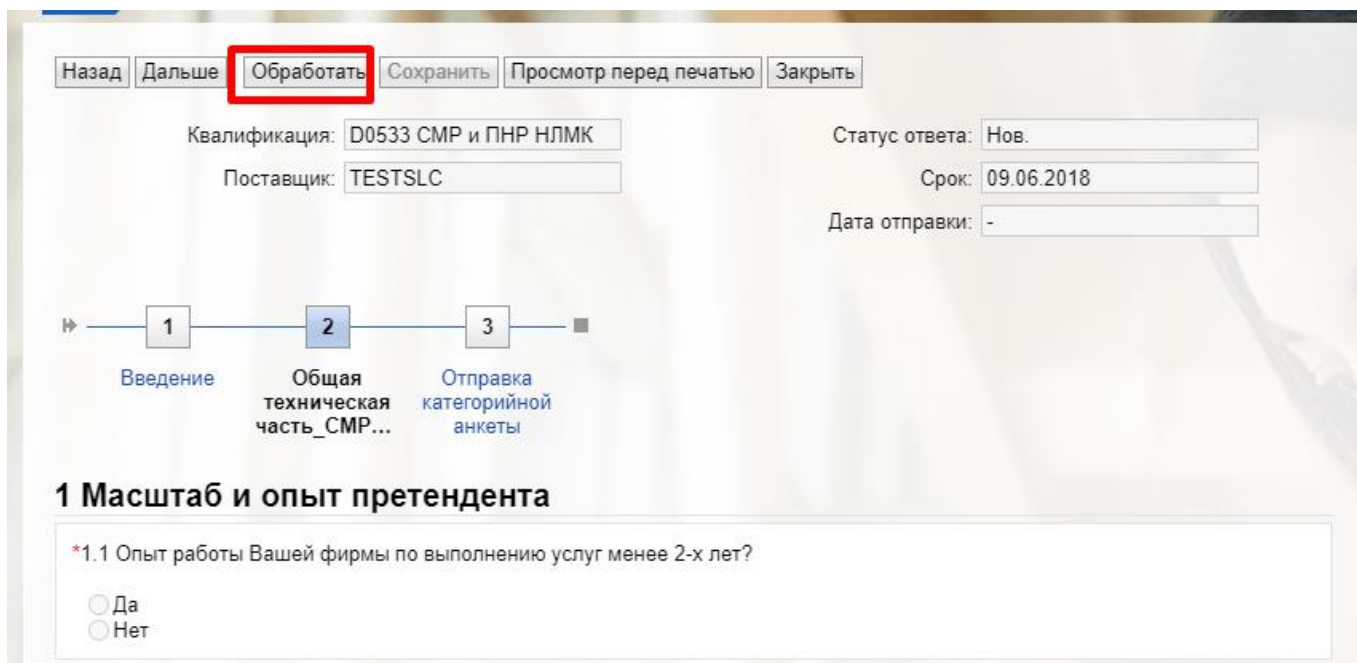 Назад Дальше Обработать Сохранить Просмотр перед печатью Закрыть
Квалификация: D0533 СМР и ПНР НЛМК Статус ответа: Нов.
Поставщик: TESTSLC Срок: 09.06.2018
Дата отправки: -
1 2 3
Введение Общая Отправка
техническая категорийной
часть_СМР... анкеты
1 Масштаб и опыт претендента
*1.1 Опыт работы Вашей фирмы по выполнению услуг менее 2-х лет?
Да
Нет